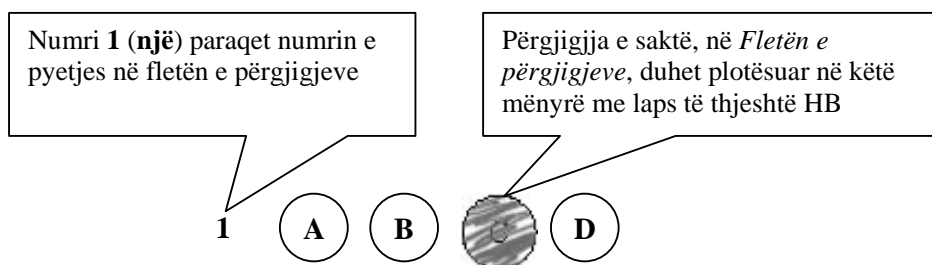 Numri 1 (një) paraqet numrin e
pyetjes në fletën e përgjigjeve
Përgjigjja e saktë, në Fletën e
përgjigjeve, duhet plotësuar në këtë
mënyrë me laps të thjeshtë HB
1 A B D